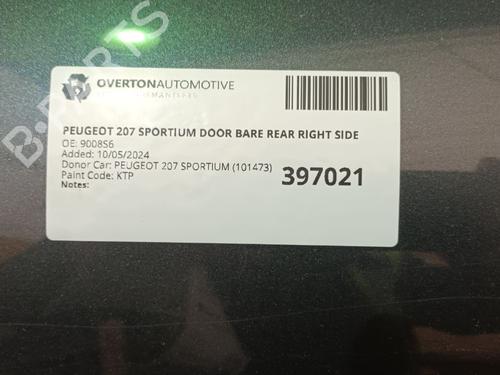 OVERTONAUTOMOTIVE
PEUGEOT 207 SPORTIUM DOOR BARE REAR RIGHT SIDE
OE: 9008S6
Added: 10/05/2024
Donor Car: PEUGEOT 207 SPORTIUM (101473)
Paint Code: KTP
Notes:
397021
B-PARTS